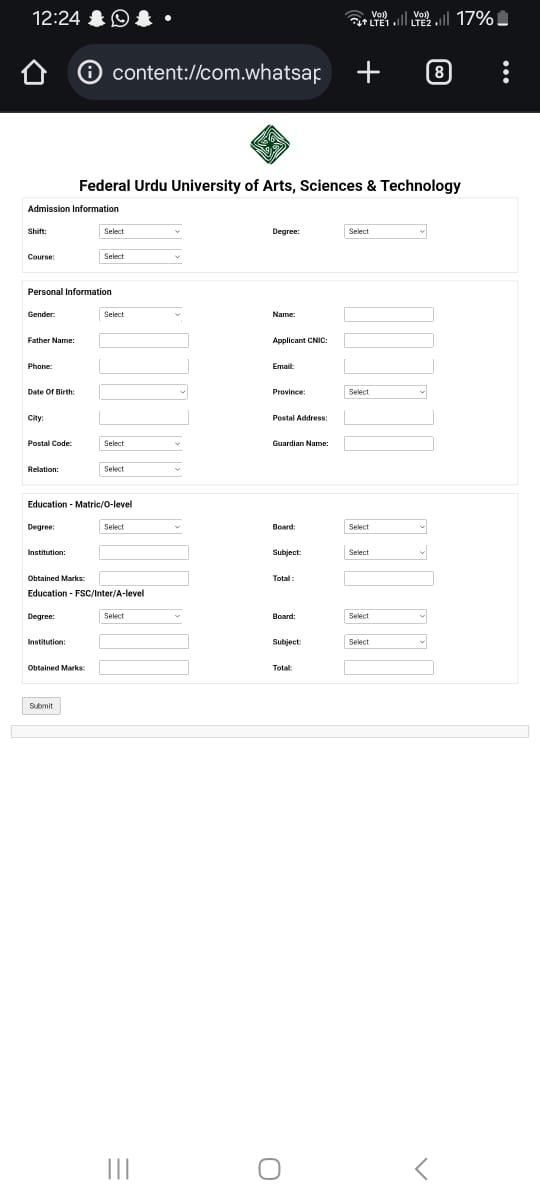 12:24
Vo)) LTE1 Vo)) LTE2 17%
content://com.whatsap
8
Federal Urdu University of Arts, Sciences & Technology
Admission Information
Shift: Select Degree: Select
Course: Select
Personal Information
Gender: Select Name:
Father Name: Applicant CNIC:
Phone: Email:
Date Of Birth: Province: Select
City: Postal Address:
Postal Code: Select Guardian Name:
Relation: Select
Education - Matric/O-level
Degree: Select Board: Select
Institution: Subject: Select
Obtained Marks: Total :
Education - FSC/Inter/A-level
Degree: Select Board: Select
Institution: Subject: Select
Obtained Marks: Total:
Submit